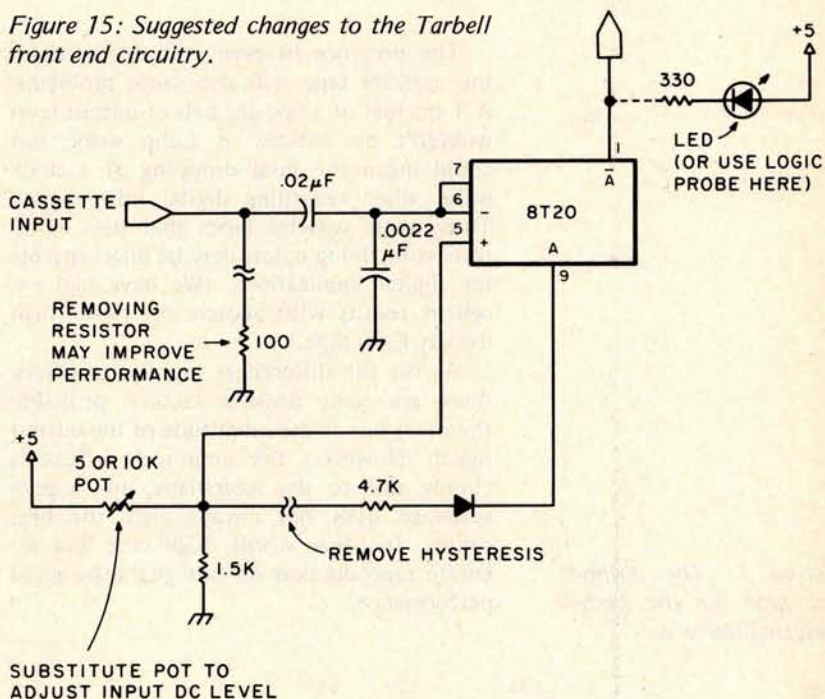 Figure 15: Suggested changes to the Tarbell
front end circuitry.
+5
330
LED
(OR USE LOGIC
PROBE HERE)
1
A̅
7
6
5
−
+
8T20
A
9
.02μF
CASSETTE
INPUT
.0022
μF
REMOVING
RESISTOR
MAY IMPROVE
PERFORMANCE
100
+5
5 OR 10K
POT
4.7K
REMOVE HYSTERESIS
1.5K
SUBSTITUTE POT TO
ADJUST INPUT DC LEVEL